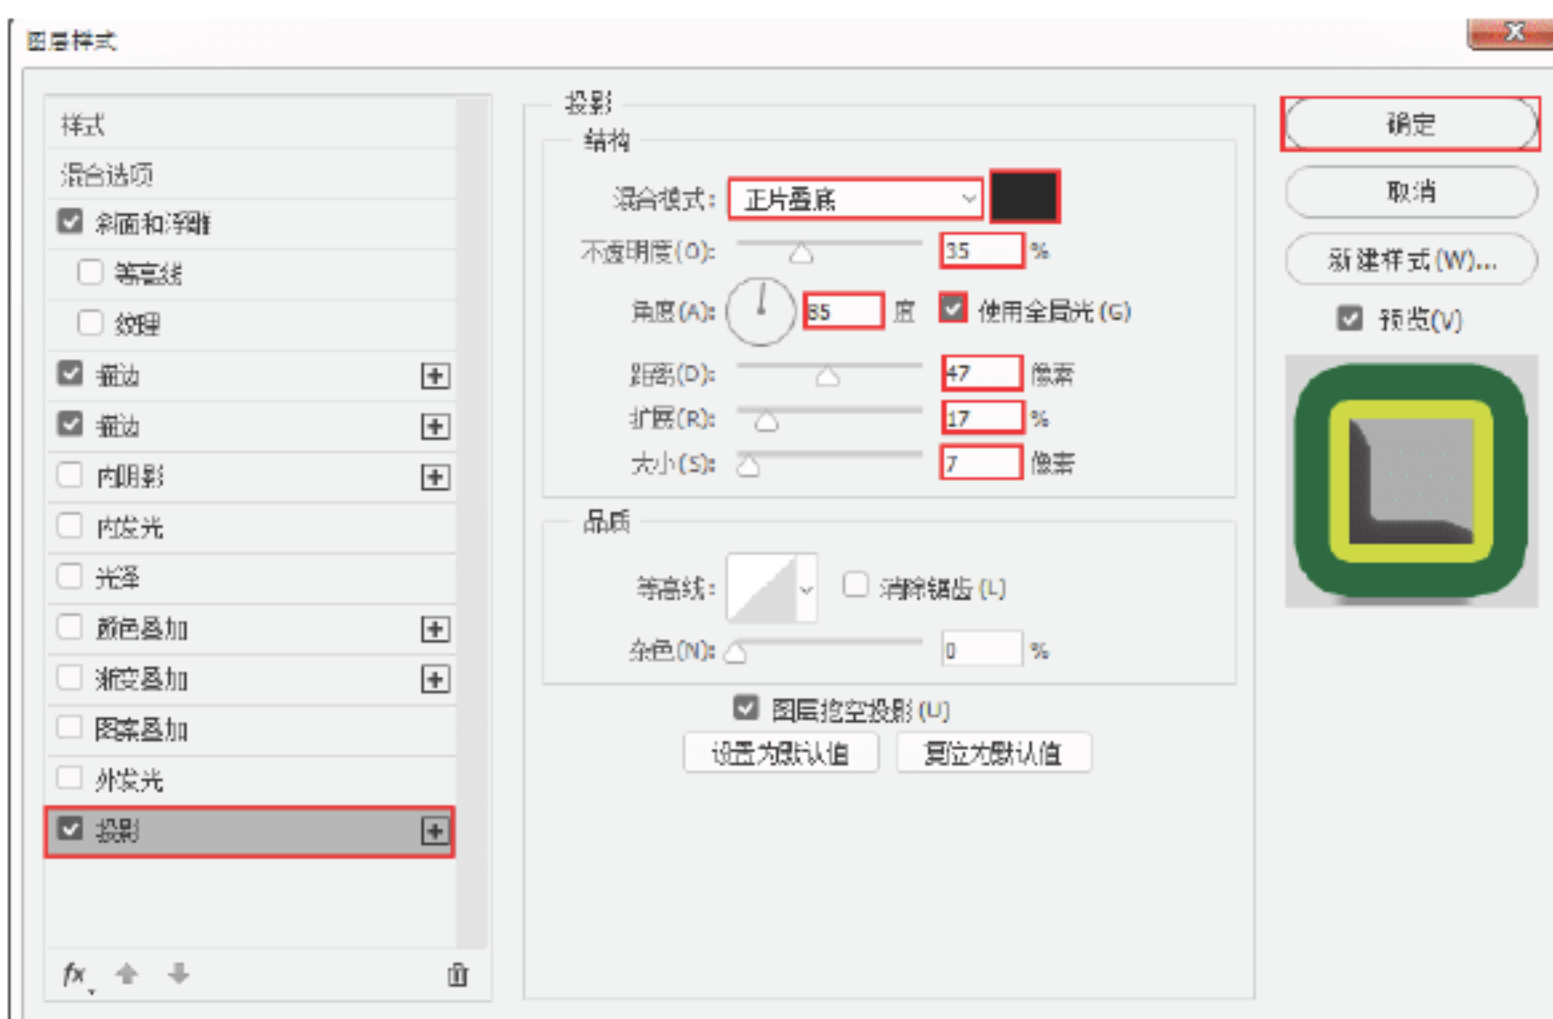 图层样式
X
样式
混合选项
斜面和浮雕
等高线
纹理
描边
描边
内阴影
内发光
光泽
颜色叠加
渐变叠加
图案叠加
外发光
投影
fx
投影
结构
混合模式: 正片叠底
不透明度(O): 35 %
角度(A): 85 度 使用全局光(G)
距离(D): 47 像素
扩展(R): 17 %
大小(S): 7 像素
品质
等高线: 消除锯齿(L)
杂色(N): 0 %
图层挖空投影(U)
设置为默认值 复位为默认值
确定
取消
新建样式(W)...
预览(V)